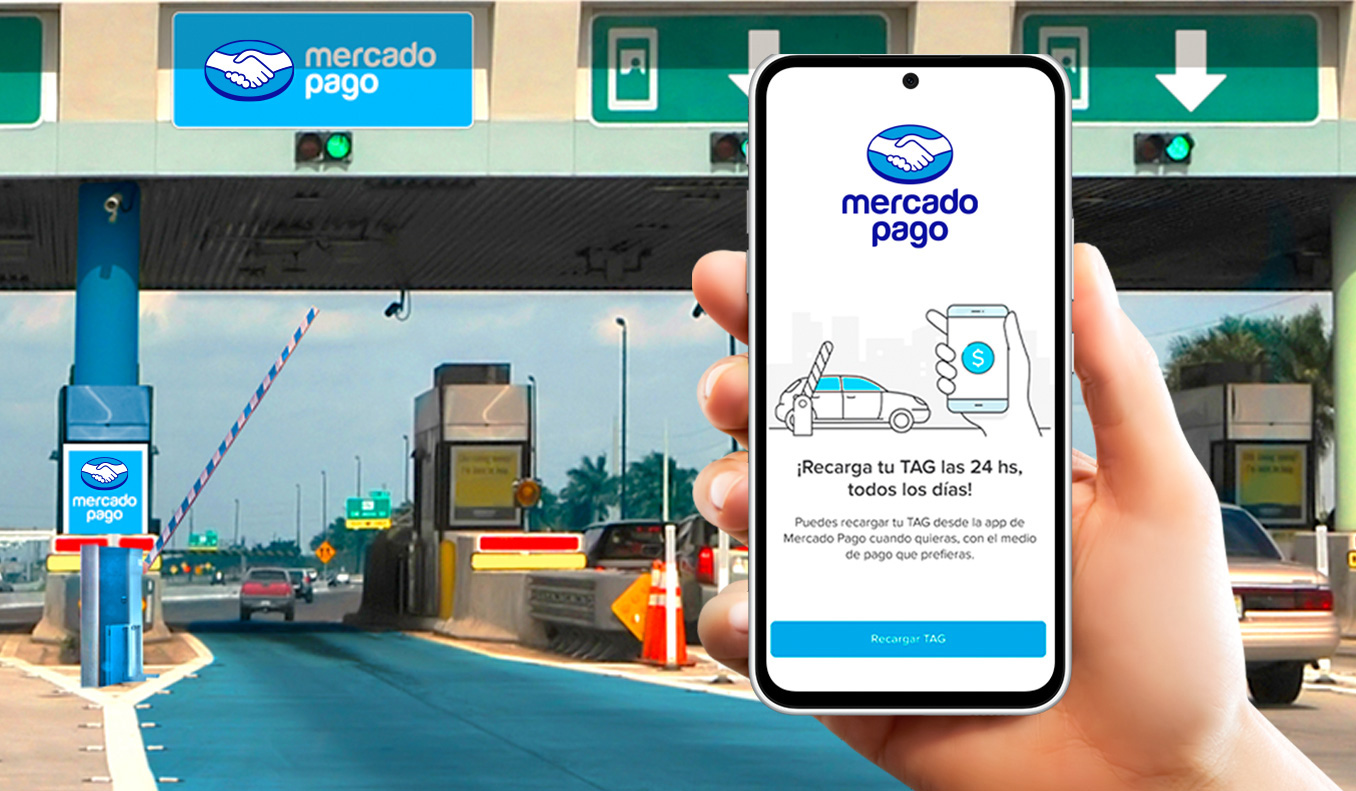 mercado
pago
mercado
pago
mercado
pago
¡Recarga tu TAG las 24 hs,
todos los días!
Puedes recargar tu TAG desde la app de
Mercado Pago cuando quieras, con el medio
de pago que prefieras.
Recargar TAG
$